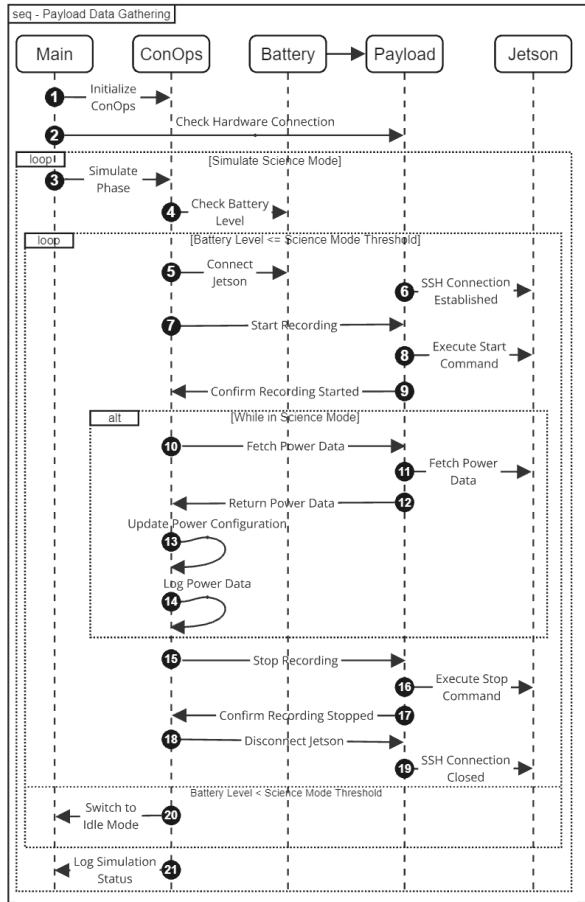 seq - Payload Data Gathering
Main
ConOps
Battery
Payload
Jetson
1
Initialize
ConOps
2
Check Hardware Connection
loop
[Simulate Science Mode]
3
Simulate
Phase
4
Check Battery
Level
loop
[Battery Level <= Science Mode Threshold]
5
Connect
Jetson
6
SSH Connection
Established
7
Start Recording
8
Execute Start
Command
Confirm Recording Started
9
alt
[While in Science Mode]
10
Fetch Power Data
11
Fetch Power
Data
Return Power Data
12
Update Power Configuration
13
Log Power Data
14
15
Stop Recording
16
Execute Stop
Command
Confirm Recording Stopped
17
18
Disconnect Jetson
19
SSH Connection
Closed
Battery Level < Science Mode Threshold
Switch to
Idle Mode
20
Log Simulation
Status
21